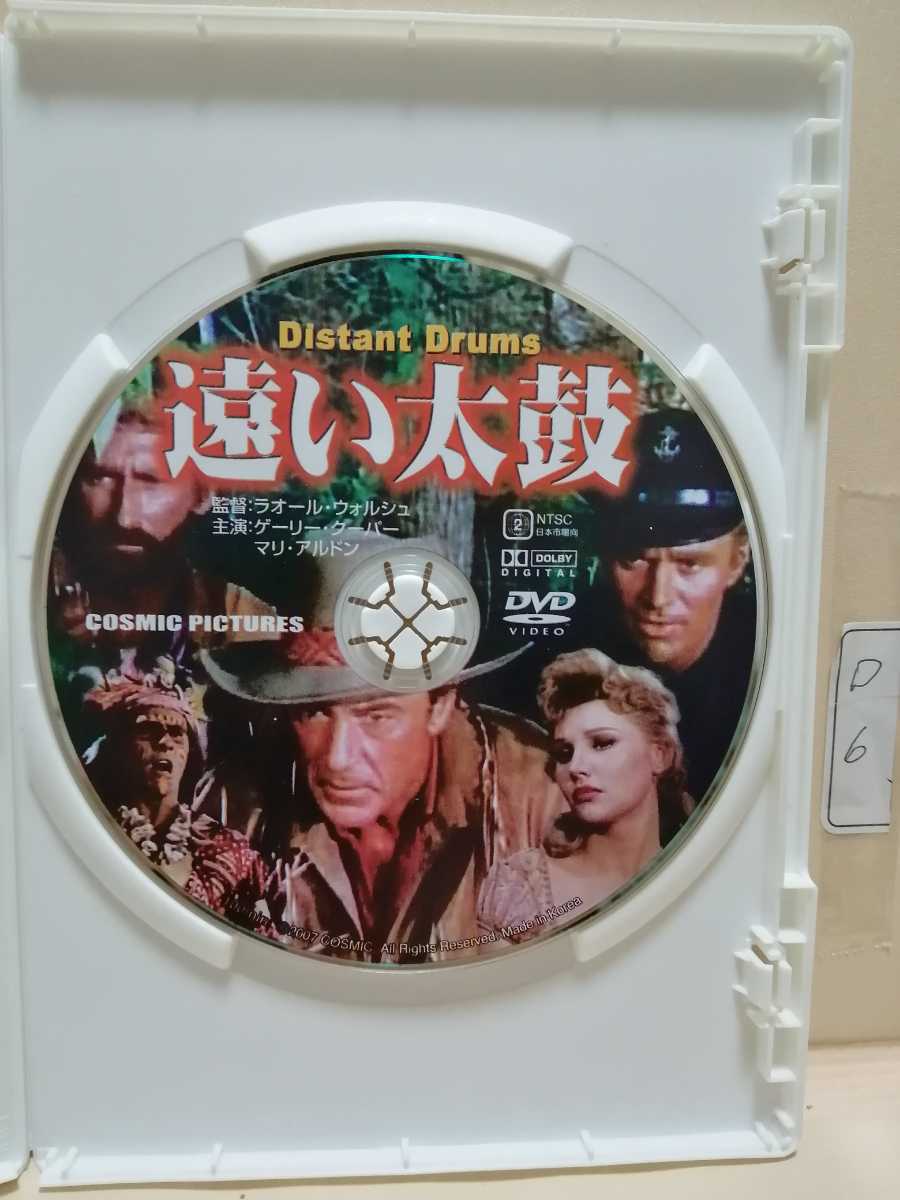 Distant Drums
遠い太鼓
監督:ラオール・ウォルシュ
主演:ゲーリー・クーパー
マリ・アルドン
2
NTSC
日本市場向
DOLBY
DIGITAL
DVD
VIDEO
COSMIC PICTURES
2007 COSMIC All Rights Reserved. Made in Korea
D
6